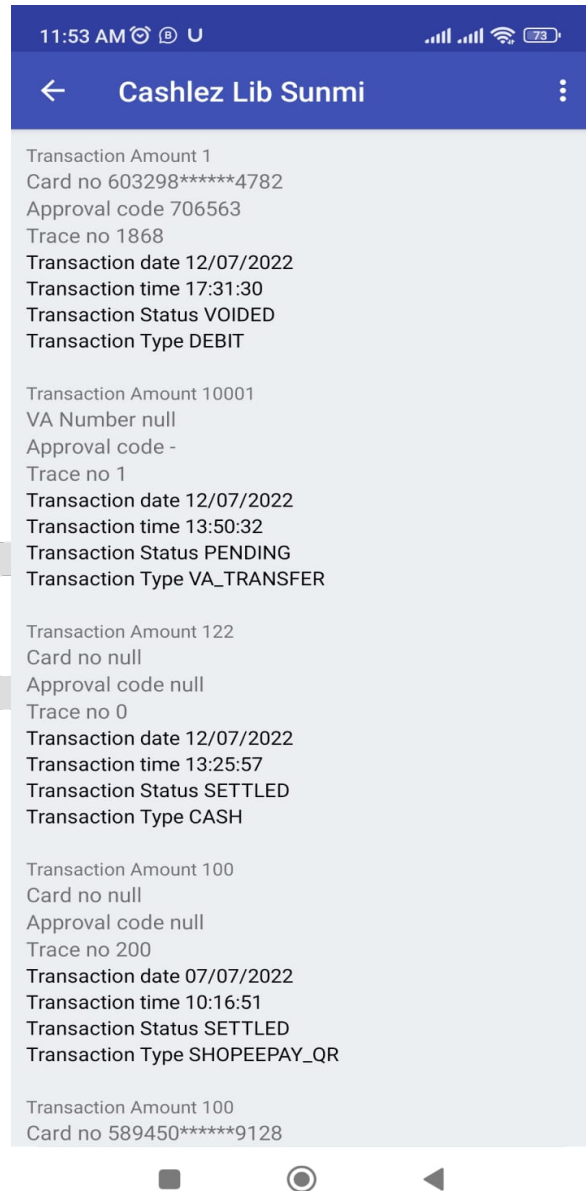 11:53 AM
73
Cashlez Lib Sunmi
Transaction Amount 1
Card no 603298******4782
Approval code 706563
Trace no 1868
Transaction date 12/07/2022
Transaction time 17:31:30
Transaction Status VOIDED
Transaction Type DEBIT
Transaction Amount 10001
VA Number null
Approval code -
Trace no 1
Transaction date 12/07/2022
Transaction time 13:50:32
Transaction Status PENDING
Transaction Type VA_TRANSFER
Transaction Amount 122
Card no null
Approval code null
Trace no 0
Transaction date 12/07/2022
Transaction time 13:25:57
Transaction Status SETTLED
Transaction Type CASH
Transaction Amount 100
Card no null
Approval code null
Trace no 200
Transaction date 07/07/2022
Transaction time 10:16:51
Transaction Status SETTLED
Transaction Type SHOPEEPAY_QR
Transaction Amount 100
Card no 589450******9128